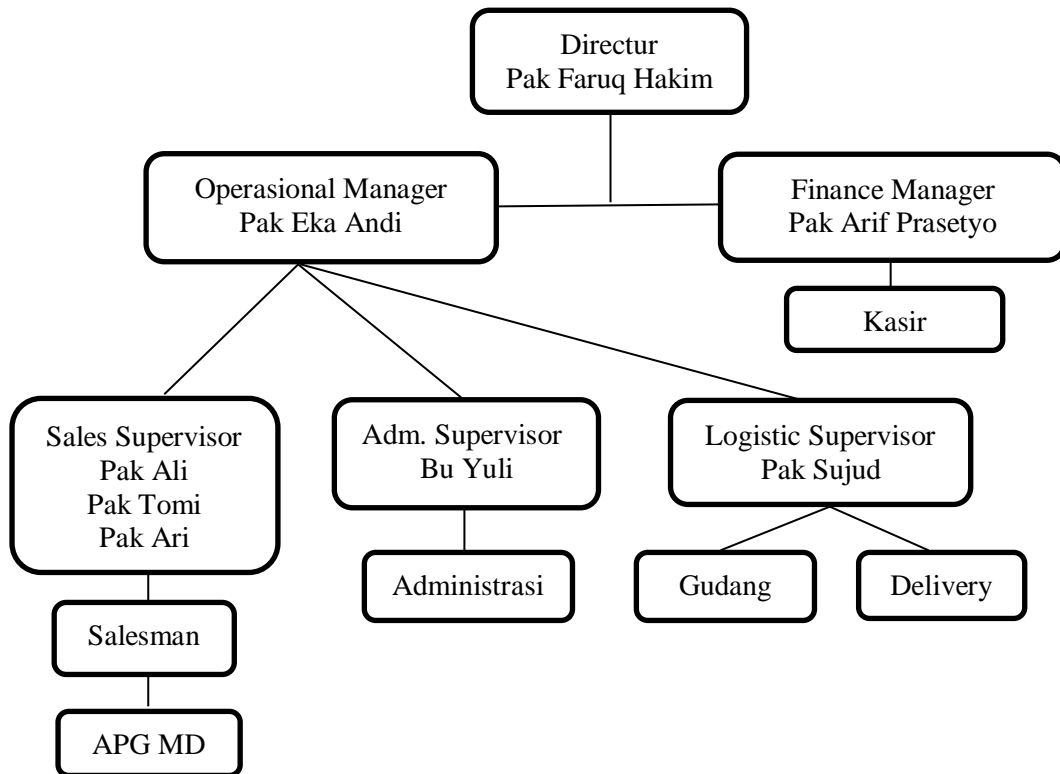 Directur
Pak Faruq Hakim
Operasional Manager
Pak Eka Andi
Finance Manager
Pak Arif Prasetyo
Kasir
Sales Supervisor
Pak Ali
Pak Tomi
Pak Ari
Adm. Supervisor
Bu Yuli
Logistic Supervisor
Pak Sujud
Administrasi
Gudang
Delivery
Salesman
APG MD